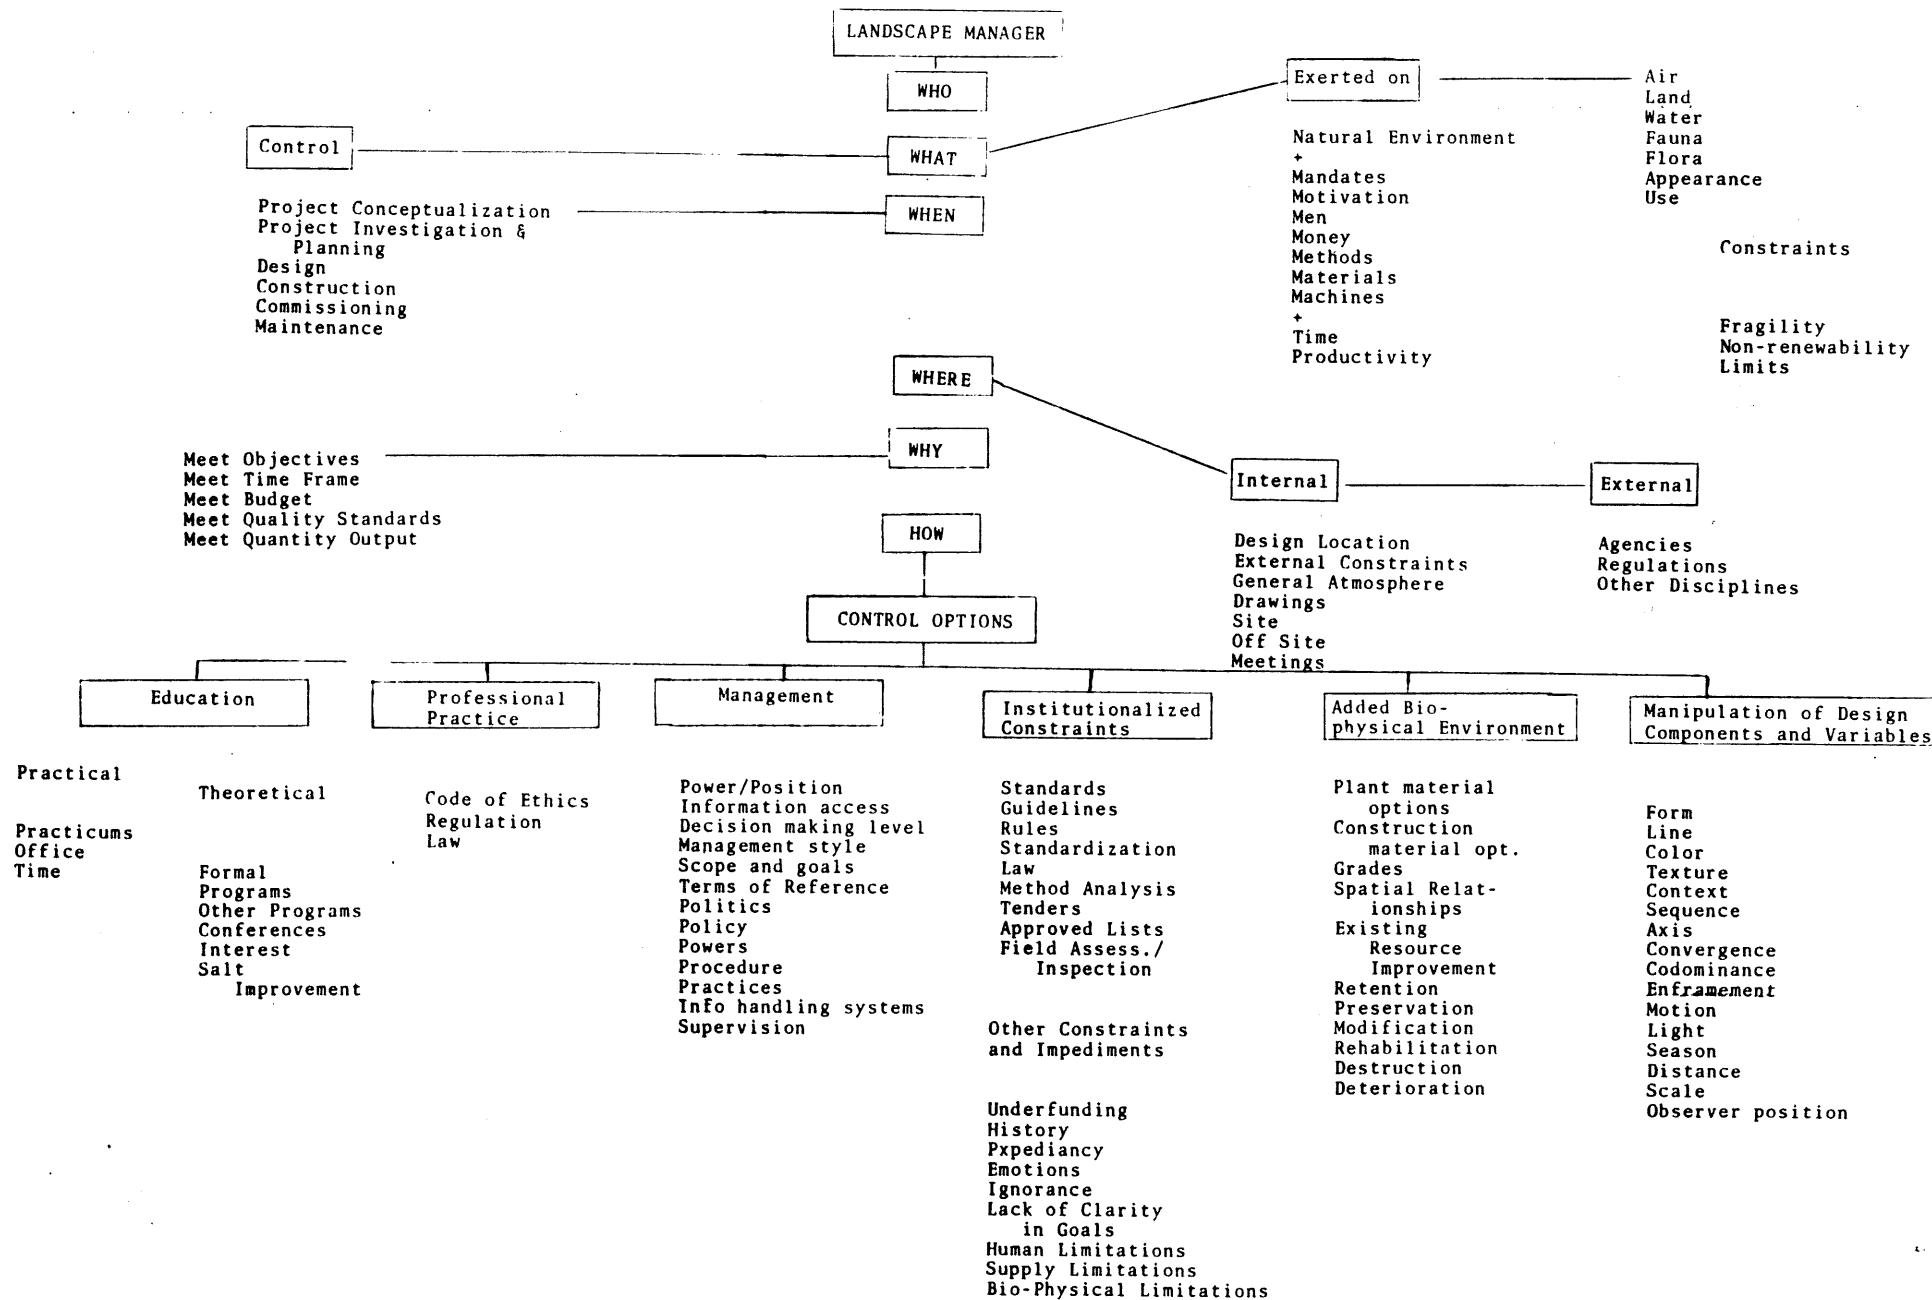 LANDSCAPE MANAGER
WHO
Control
WHAT
Exerted on
Air
Land
Water
Fauna
Flora
Appearance
Use
Natural Environment
+
Mandates
Motivation
Men
Money
Methods
Materials
Machines
+
Time
Productivity
Constraints
Fragility
Non-renewability
Limits
WHEN
Project Conceptualization
Project Investigation &
Planning
Design
Construction
Commissioning
Maintenance
WHERE
Internal
Design Location
External Constraints
General Atmosphere
Drawings
Site
Off Site
Meetings
External
Agencies
Regulations
Other Disciplines
WHY
Meet Objectives
Meet Time Frame
Meet Budget
Meet Quality Standards
Meet Quantity Output
HOW
CONTROL OPTIONS
Education
Practical
Practicums
Office
Time
Theoretical
Formal
Programs
Other Programs
Conferences
Interest
Salt
Improvement
Professional
Practice
Code of Ethics
Regulation
Law
Management
Power/Position
Information access
Decision making level
Management style
Scope and goals
Terms of Reference
Politics
Policy
Powers
Procedure
Practices
Info handling systems
Supervision
Institutionalized
Constraints
Standards
Guidelines
Rules
Standardization
Law
Method Analysis
Tenders
Approved Lists
Field Assess./
Inspection
Other Constraints
and Impediments
Underfunding
History
Pxpediancy
Emotions
Ignorance
Lack of Clarity
in Goals
Human Limitations
Supply Limitations
Bio-Physical Limitations
Added Bio-
physical Environment
Plant material
options
Construction
material opt.
Grades
Spatial Relat-
ionships
Existing
Resource
Improvement
Retention
Preservation
Modification
Rehabilitation
Destruction
Deterioration
Manipulation of Design
Components and Variables
Form
Line
Color
Texture
Context
Sequence
Axis
Convergence
Codominance
Enframement
Motion
Light
Season
Distance
Scale
Observer position